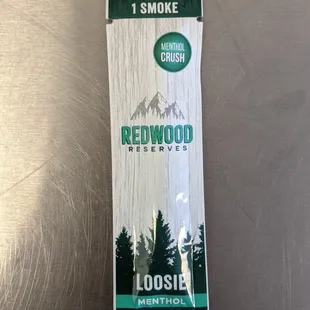 1 SMOKE
MENTHOL
CRUSH
REDWOOD
RESERVES
LOOSIE
MENTHOL